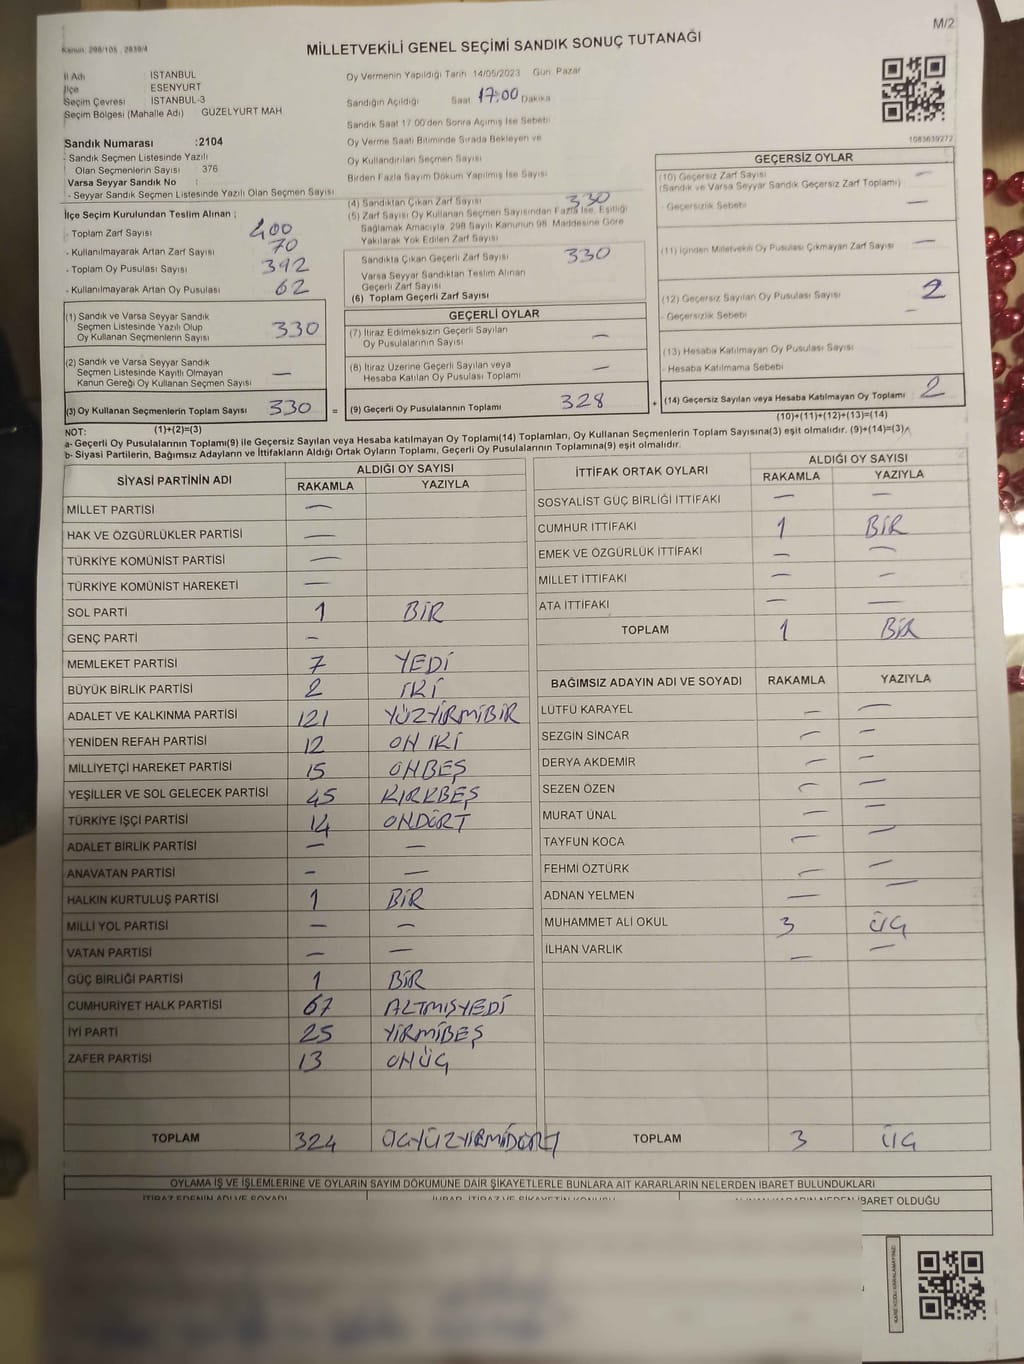 M/2
Kanun: 298/105 , 2839/4
MİLLETVEKİLİ GENEL SEÇİMİ SANDIK SONUÇ TUTANAĞI
İl Adı : İSTANBUL
İlçe : ESENYURT
Seçim Çevresi : İSTANBUL-3
Seçim Bölgesi (Mahalle Adı) : GÜZELYURT MAH
Sandık Numarası :2104
- Sandık Seçmen Listesinde Yazılı
Olan Seçmenlerin Sayısı : 376
Varsa Seyyar Sandık No :
- Seyyar Sandık Seçmen Listesinde Yazılı Olan Seçmen Sayısı :
İlçe Seçim Kurulundan Teslim Alınan ;
- Toplam Zarf Sayısı 400
- Kullanılmayarak Artan Zarf Sayısı 70
- Toplam Oy Pusulası Sayısı 392
- Kullanılmayarak Artan Oy Pusulası 62
(1) Sandık ve Varsa Seyyar Sandık
Seçmen Listesinde Yazılı Olup
Oy Kullanan Seçmenlerin Sayısı 330
(2) Sandık ve Varsa Seyyar Sandık
Seçmen Listesinde Kayıtlı Olmayan
Kanun Gereği Oy Kullanan Seçmen Sayısı —
(3) Oy Kullanan Seçmenlerin Toplam Sayısı 330 =
(1)+(2)=(3)
Oy Vermenin Yapıldığı Tarih 14/05/2023 Gün Pazar
Sandığın Açıldığı Saat 17:00 Dakika
Sandık Saat 17.00'den Sonra Açılmış İse Sebebi
Oy Verme Saati Bitiminde Sırada Bekleyen ve
Oy Kullandırılan Seçmen Sayısı
Birden Fazla Sayım Döküm Yapılmış İse Sayısı
(4) Sandıktan Çıkan Zarf Sayısı 330
(5) Zarf Sayısı Oy Kullanan Seçmen Sayısından Fazla İse, Eşitliği
Sağlamak Amacıyla, 298 Sayılı Kanunun 98. Maddesine Göre
Yakılarak Yok Edilen Zarf Sayısı
Sandıkta Çıkan Geçerli Zarf Sayısı 330
Varsa Seyyar Sandıktan Teslim Alınan
Geçerli Zarf Sayısı
(6) Toplam Geçerli Zarf Sayısı
GEÇERLİ OYLAR
(7) İtiraz Edilmeksizin Geçerli Sayılan
Oy Pusulalarının Sayısı —
(8) İtiraz Üzerine Geçerli Sayılan veya
Hesaba Katılan Oy Pusulası Toplamı —
(9) Geçerli Oy Pusulalarının Toplamı 328 +
1083639272
GEÇERSİZ OYLAR
(10) Geçersiz Zarf Sayısı —
(Sandık ve Varsa Seyyar Sandık Geçersiz Zarf Toplamı)
- Geçersizlik Sebebi —
(11) İçinden Milletvekili Oy Pusulası Çıkmayan Zarf Sayısı —
(12) Geçersiz Sayılan Oy Pusulası Sayısı 2
- Geçersizlik Sebebi —
(13) Hesaba Katılmayan Oy Pusulası Sayısı
- Hesaba Katılmama Sebebi
(14) Geçersiz Sayılan veya Hesaba Katılmayan Oy Toplamı 2
(10)+(11)+(12)+(13)=(14)
NOT:
a- Geçerli Oy Pusulalarının Toplamı(9) ile Geçersiz Sayılan veya Hesaba katılmayan Oy Toplamı(14) Toplamları, Oy Kullanan Seçmenlerin Toplam Sayısına(3) eşit olmalıdır. (9)+(14)=(3)
b- Siyasi Partilerin, Bağımsız Adayların ve İttifakların Aldığı Ortak Oyların Toplamı, Geçerli Oy Pusulalarının Toplamına(9) eşit olmalıdır.
SİYASİ PARTİNİN ADI ALDIĞI OY SAYISI
RAKAMLA YAZIYLA
MİLLET PARTİSİ —
HAK VE ÖZGÜRLÜKLER PARTİSİ —
TÜRKİYE KOMÜNİST PARTİSİ —
TÜRKİYE KOMÜNİST HAREKETİ —
SOL PARTİ 1 BİR
GENÇ PARTİ —
MEMLEKET PARTİSİ 7 YEDİ
BÜYÜK BİRLİK PARTİSİ 2 İKİ
ADALET VE KALKINMA PARTİSİ 121 YÜZYİRMİBİR
YENİDEN REFAH PARTİSİ 12 ON İKİ
MİLLİYETÇİ HAREKET PARTİSİ 15 ONBEŞ
YEŞİLLER VE SOL GELECEK PARTİSİ 45 KIRKBEŞ
TÜRKİYE İŞÇİ PARTİSİ 14 ONDÖRT
ADALET BİRLİK PARTİSİ — —
ANAVATAN PARTİSİ — —
HALKIN KURTULUŞ PARTİSİ 1 BİR
MİLLİ YOL PARTİSİ — —
VATAN PARTİSİ — —
GÜÇ BİRLİĞİ PARTİSİ 1 BİR
CUMHURİYET HALK PARTİSİ 67 ALTMIŞYEDİ
İYİ PARTİ 25 YİRMİBEŞ
ZAFER PARTİSİ 13 ONÜÇ
TOPLAM 324 ÜÇYÜZYİRMİDÖRT
İTTİFAK ORTAK OYLARI ALDIĞI OY SAYISI
RAKAMLA YAZIYLA
SOSYALİST GÜÇ BİRLİĞİ İTTİFAKI — —
CUMHUR İTTİFAKI 1 BİR
EMEK VE ÖZGÜRLÜK İTTİFAKI — —
MİLLET İTTİFAKI — —
ATA İTTİFAKI — —
TOPLAM 1 BİR
BAĞIMSIZ ADAYIN ADI VE SOYADI RAKAMLA YAZIYLA
LÜTFÜ KARAYEL — —
SEZGİN SİNCAR — —
DERYA AKDEMİR — —
SEZEN ÖZEN — —
MURAT ÜNAL — —
TAYFUN KOCA — —
FEHMİ ÖZTÜRK — —
ADNAN YELMEN — —
MUHAMMET ALİ OKUL 3 ÜÇ
İLHAN VARLIK — —
TOPLAM 3 ÜÇ
OYLAMA İŞ VE İŞLEMLERİNE VE OYLARIN SAYIM DÖKÜMÜNE DAİR ŞİKAYETLERLE BUNLARA AİT KARARLARIN NELERDEN İBARET BULUNDUKLARI
İTİRAZ EDENİN ADI VE SOYADI
İBARET OLDUĞU